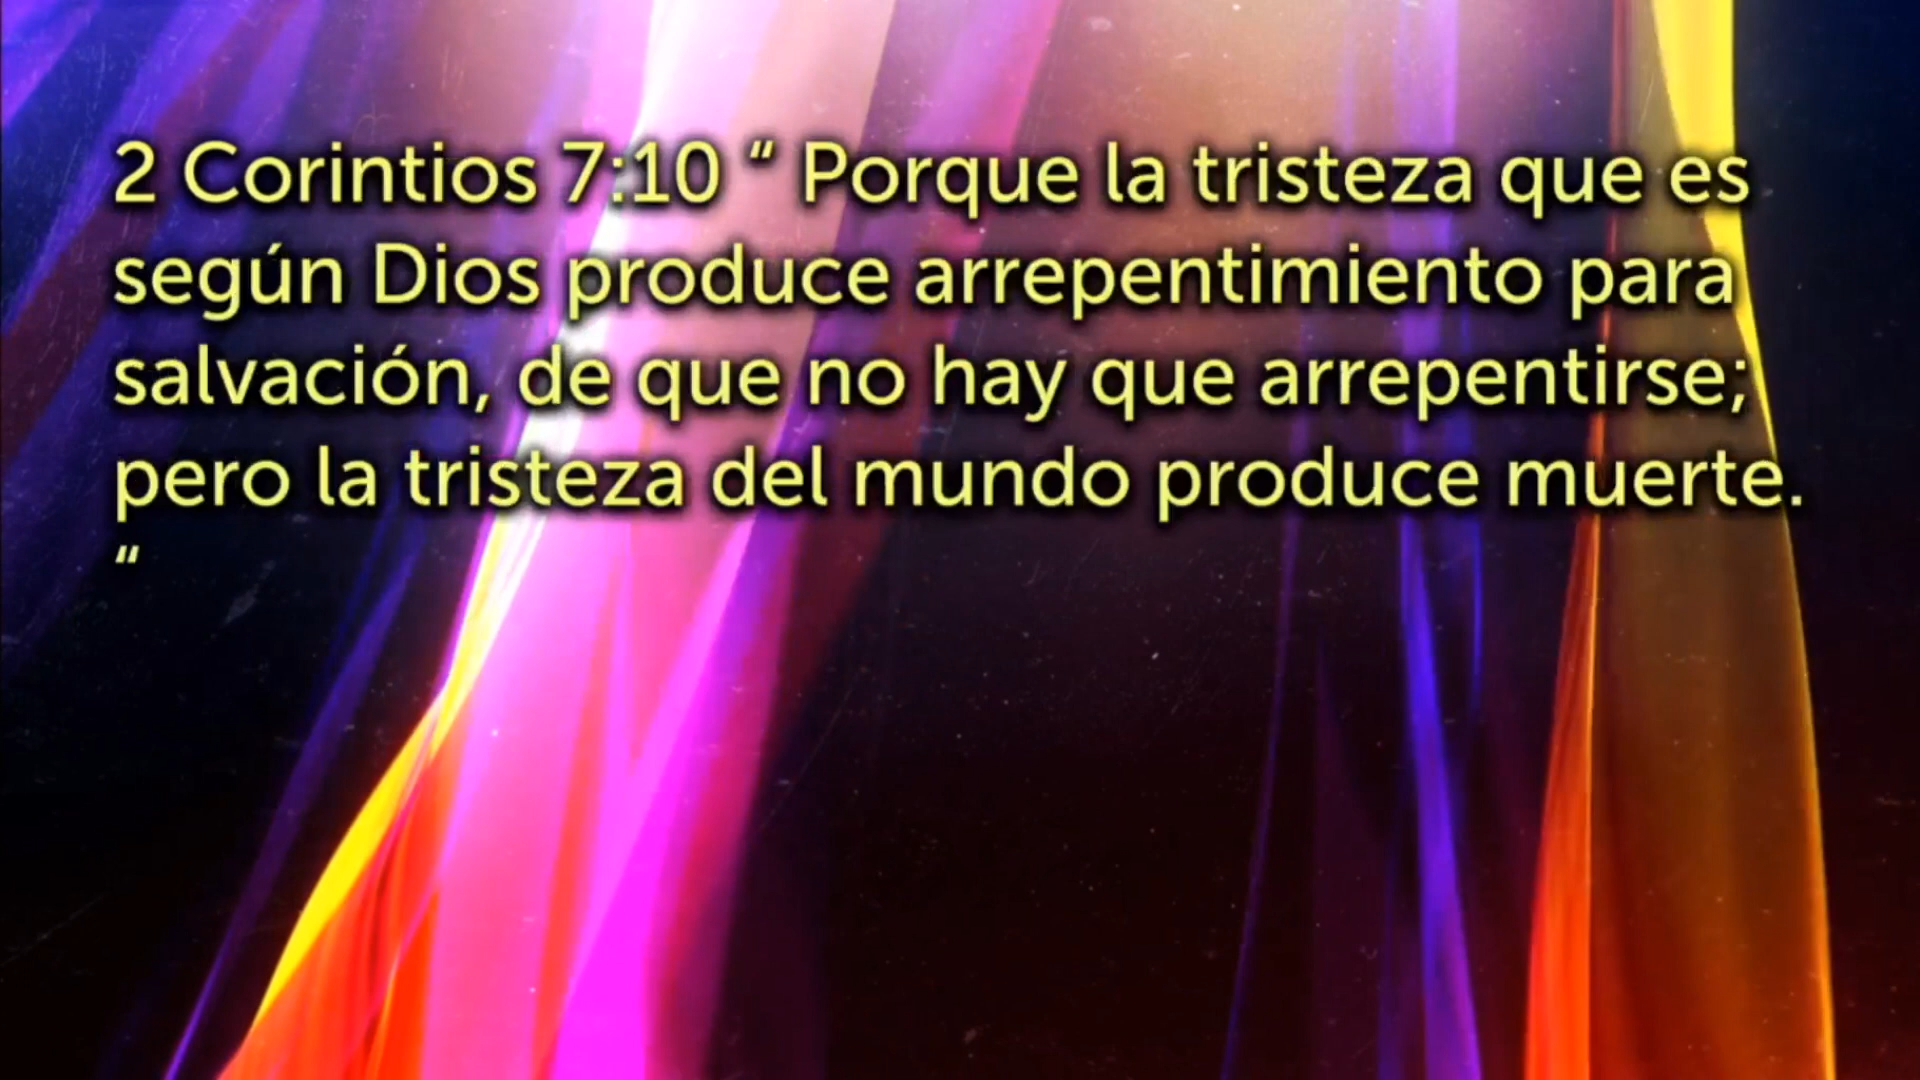 2 Corintios 7:10 “ Porque la tristeza que es
según Dios produce arrepentimiento para
salvación, de que no hay que arrepentirse;
pero la tristeza del mundo produce muerte.
“